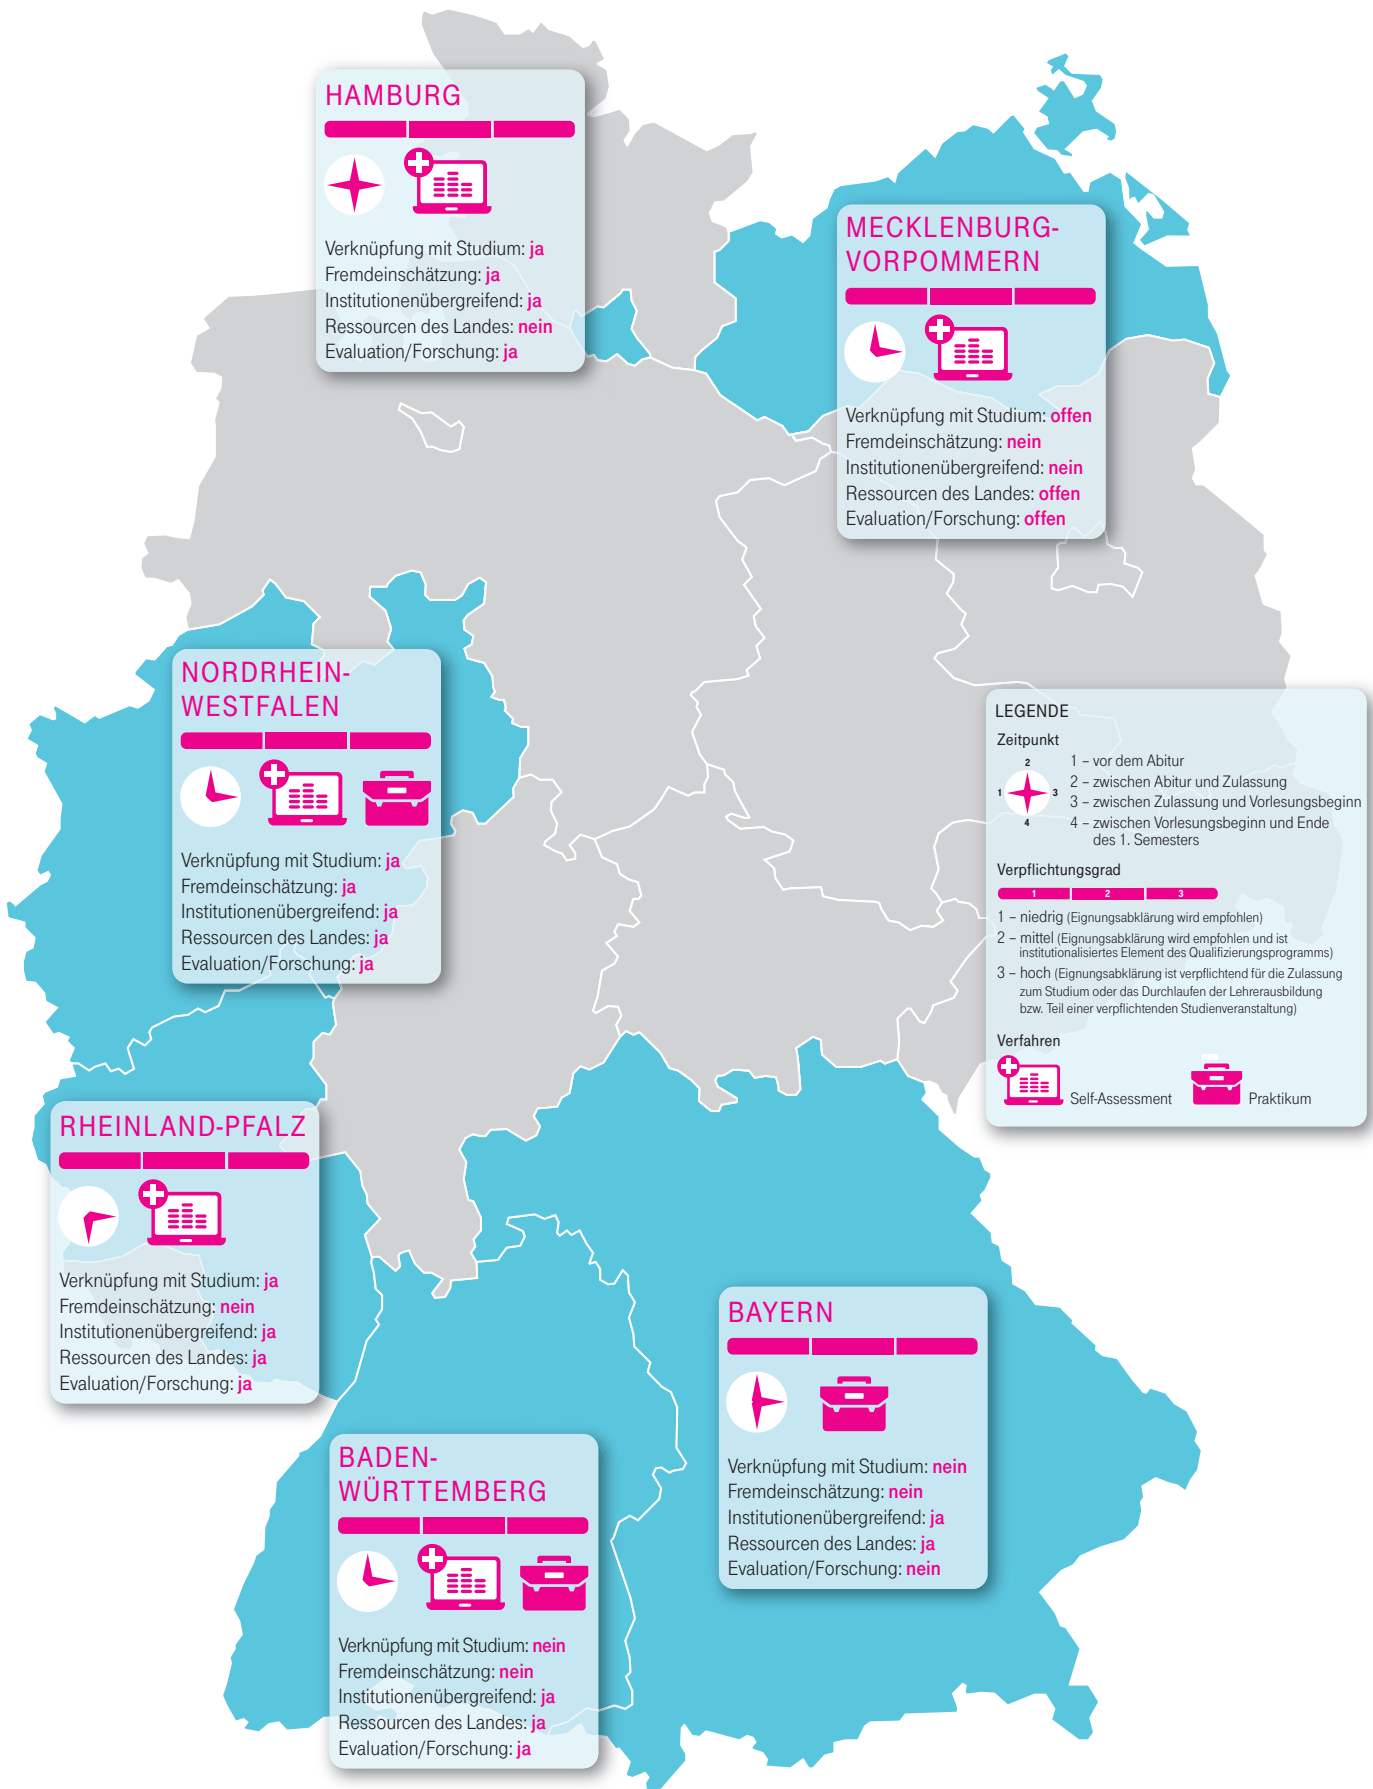 HAMBURG
Verknüpfung mit Studium: ja
Fremdeinschätzung: ja
Institutionenübergreifend: ja
Ressourcen des Landes: nein
Evaluation/Forschung: ja
MECKLENBURG-
VORPOMMERN
Verknüpfung mit Studium: offen
Fremdeinschätzung: nein
Institutionenübergreifend: nein
Ressourcen des Landes: offen
Evaluation/Forschung: offen
NORDRHEIN-
WESTFALEN
Verknüpfung mit Studium: ja
Fremdeinschätzung: ja
Institutionenübergreifend: ja
Ressourcen des Landes: ja
Evaluation/Forschung: ja
LEGENDE
Zeitpunkt
2
1
3
4
1 – vor dem Abitur
2 – zwischen Abitur und Zulassung
3 – zwischen Zulassung und Vorlesungsbeginn
4 – zwischen Vorlesungsbeginn und Ende
des 1. Semesters
Verpflichtungsgrad
1 2 3
1 – niedrig (Eignungsabklärung wird empfohlen)
2 – mittel (Eignungsabklärung wird empfohlen und ist
institutionalisiertes Element des Qualifizierungsprogramms)
3 – hoch (Eignungsabklärung ist verpflichtend für die Zulassung
zum Studium oder das Durchlaufen der Lehrerausbildung
bzw. Teil einer verpflichtenden Studienveranstaltung)
Verfahren
Self-Assessment
Praktikum
RHEINLAND-PFALZ
Verknüpfung mit Studium: ja
Fremdeinschätzung: nein
Institutionenübergreifend: ja
Ressourcen des Landes: ja
Evaluation/Forschung: ja
BAYERN
Verknüpfung mit Studium: nein
Fremdeinschätzung: nein
Institutionenübergreifend: ja
Ressourcen des Landes: ja
Evaluation/Forschung: nein
BADEN-
WÜRTTEMBERG
Verknüpfung mit Studium: nein
Fremdeinschätzung: nein
Institutionenübergreifend: ja
Ressourcen des Landes: ja
Evaluation/Forschung: ja